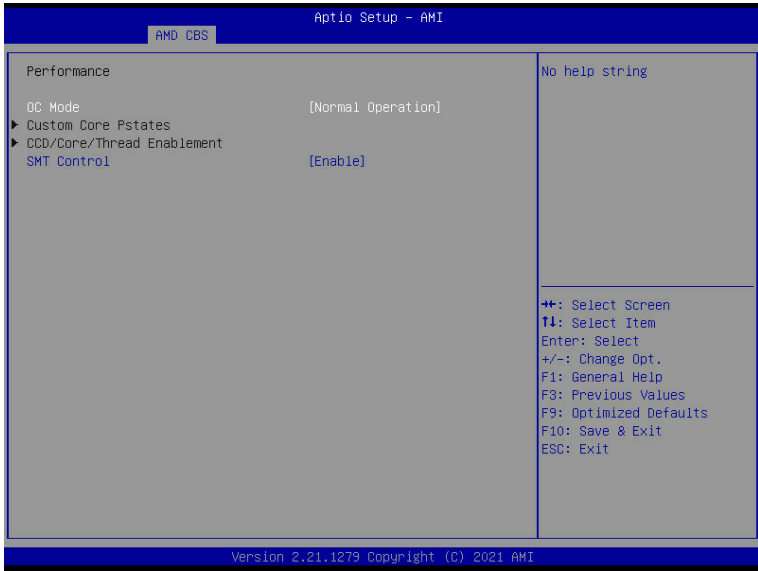 Aptio Setup – AMI
AMD CBS
Performance
No help string
OC Mode [Normal Operation]
Custom Core Pstates
CCD/Core/Thread Enablement
SMT Control [Enable]
→←: Select Screen
↑↓: Select Item
Enter: Select
+/-: Change Opt.
F1: General Help
F3: Previous Values
F9: Optimized Defaults
F10: Save & Exit
ESC: Exit
Version 2.21.1279 Copyright (C) 2021 AMI